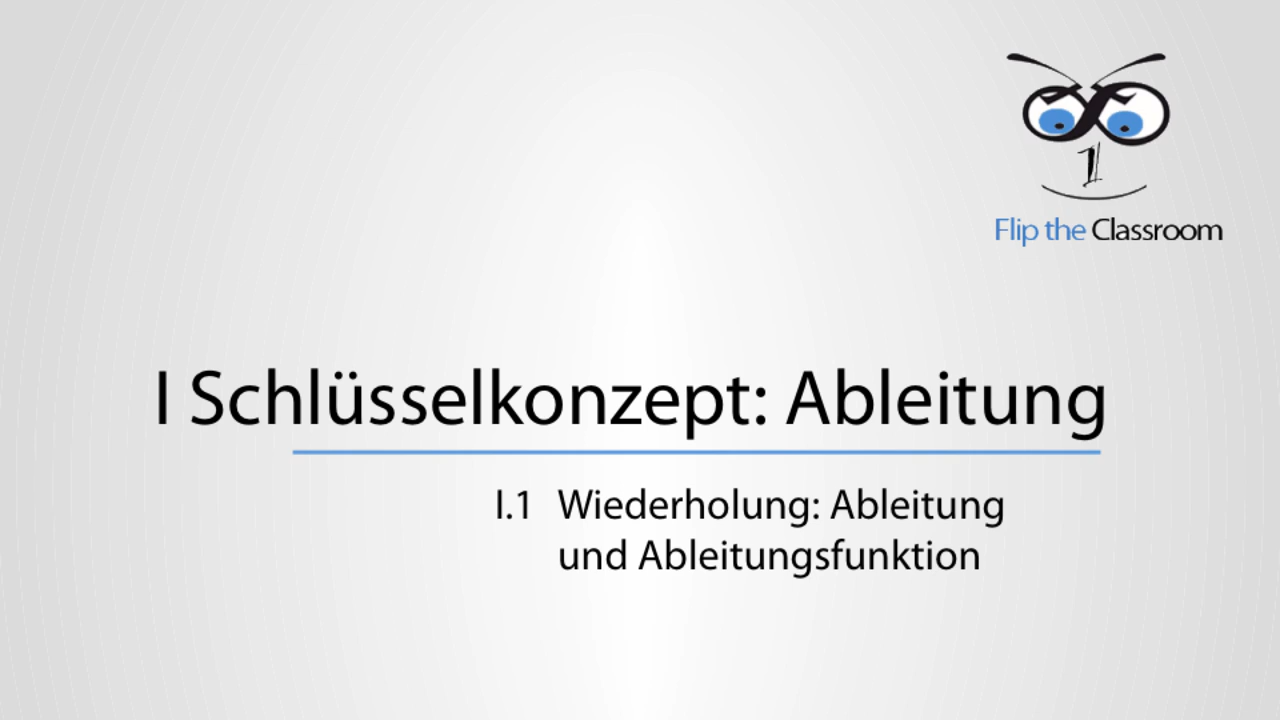 Flip the Classroom
I Schlüsselkonzept: Ableitung
I.1 Wiederholung: Ableitung
und Ableitungsfunktion